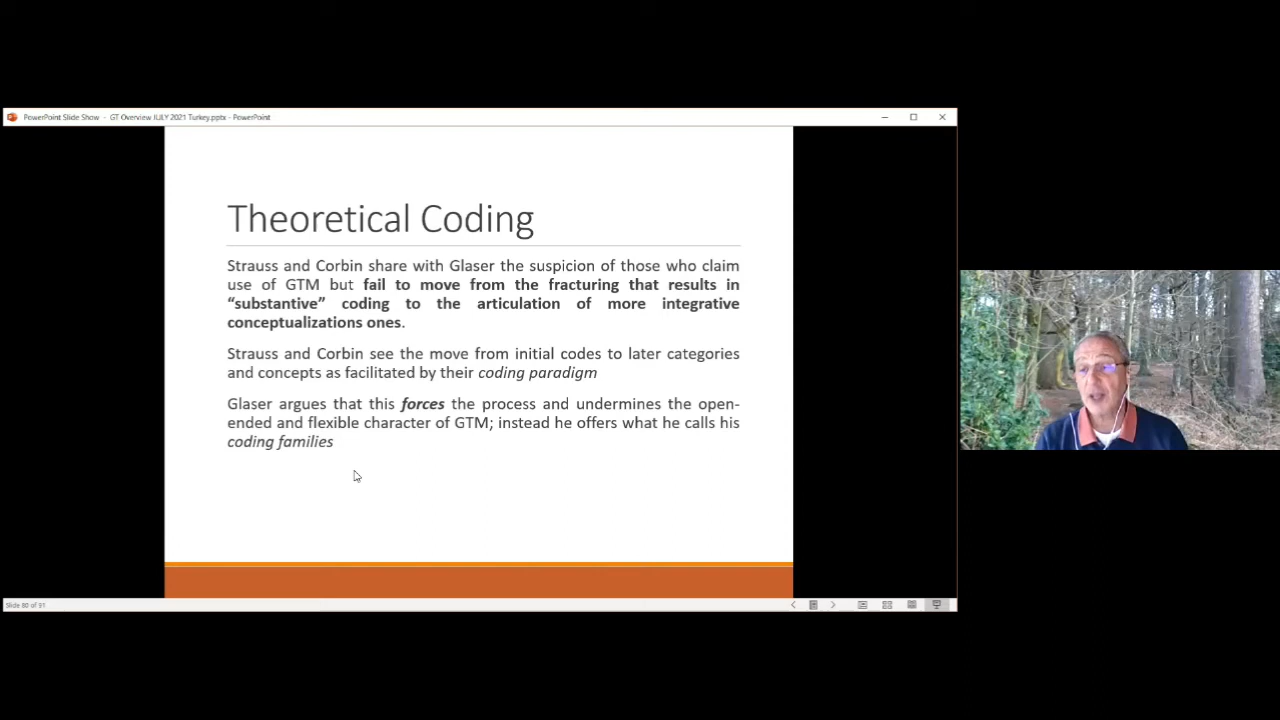 PowerPoint Slide Show - GT Overview JULY 2021 Turkey.pptx - PowerPoint
Theoretical Coding
Strauss and Corbin share with Glaser the suspicion of those who claim
use of GTM but fail to move from the fracturing that results in
“substantive” coding to the articulation of more integrative
conceptualizations ones.
Strauss and Corbin see the move from initial codes to later categories
and concepts as facilitated by their coding paradigm
Glaser argues that this forces the process and undermines the open-
ended and flexible character of GTM; instead he offers what he calls his
coding families
Slide 80 of 91